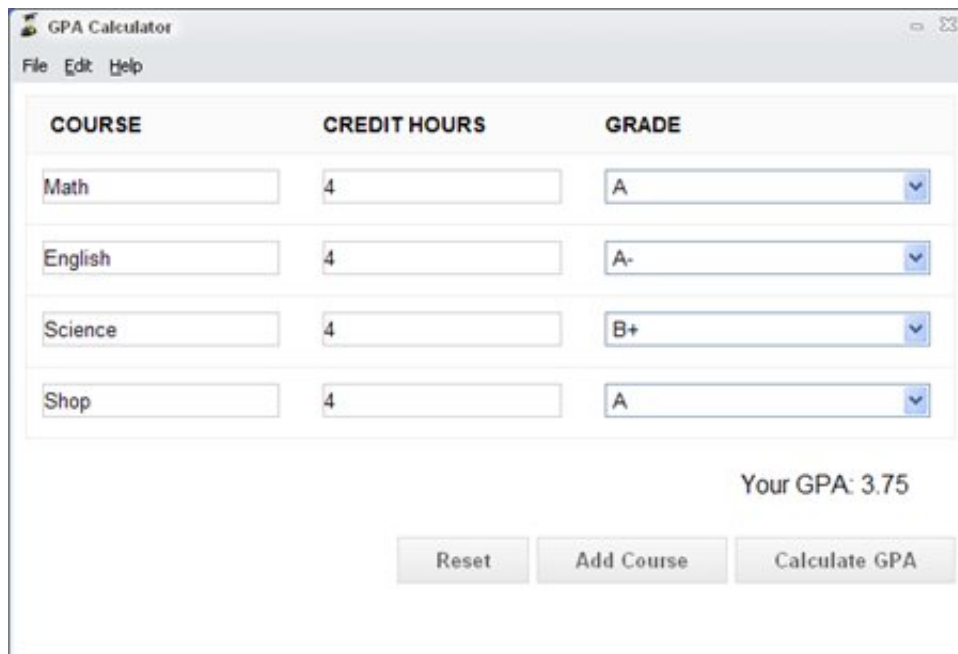 GPA Calculator
File Edit Help
COURSE CREDIT HOURS GRADE
Math 4 A
English 4 A-
Science 4 B+
Shop 4 A
Your GPA: 3.75
Reset Add Course Calculate GPA